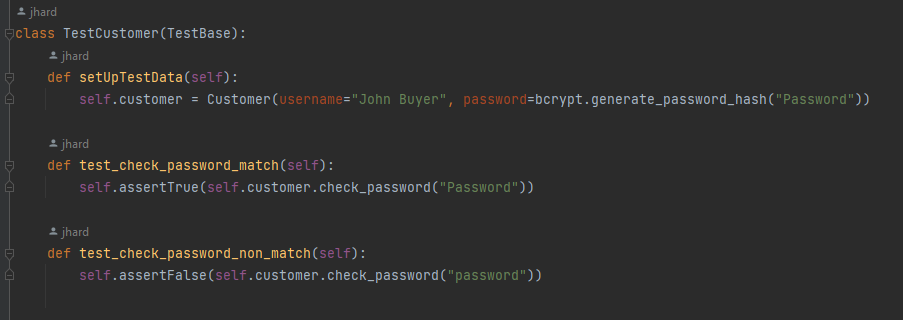 jhard
class TestCustomer(TestBase):
jhard
def setUpTestData(self):
self.customer = Customer(username="John Buyer", password=bcrypt.generate_password_hash("Password"))
jhard
def test_check_password_match(self):
self.assertTrue(self.customer.check_password("Password"))
jhard
def test_check_password_non_match(self):
self.assertFalse(self.customer.check_password("password"))